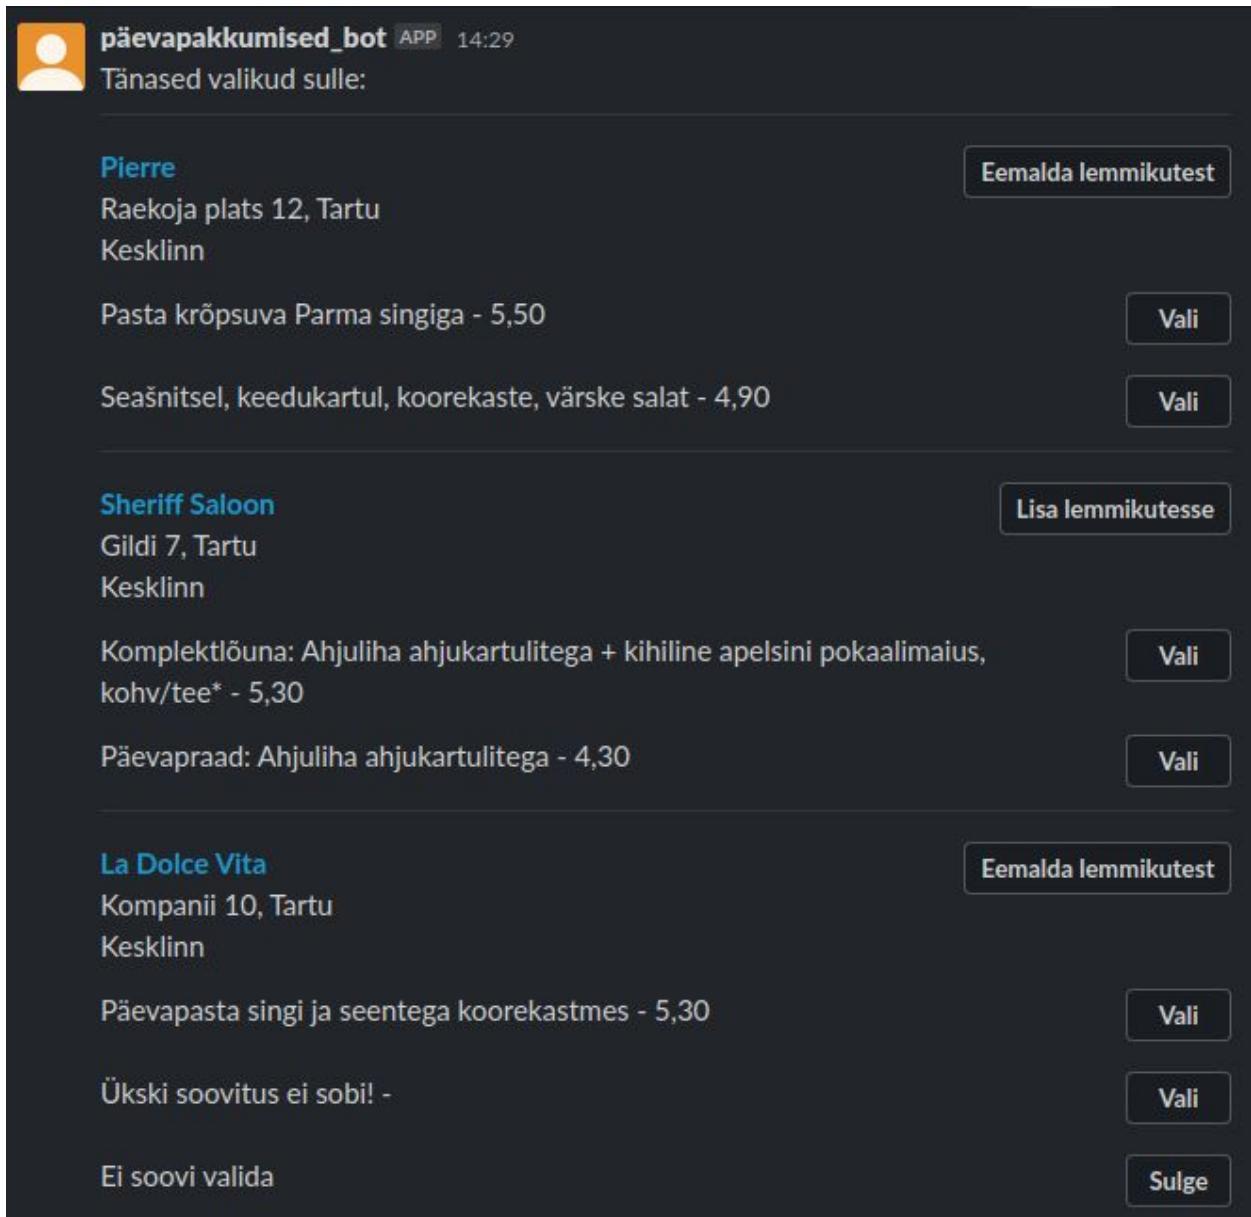 päevapakkumised_bot APP 14:29
Tänased valikud sulle:
Pierre
Eemalda lemmikutest
Raekoja plats 12, Tartu
Kesklinn
Pasta krõpsuva Parma singiga - 5,50
Vali
Seašnitsel, keedukartul, koorekaste, värske salat - 4,90
Vali
Sheriff Saloon
Lisa lemmikutesse
Gildi 7, Tartu
Kesklinn
Komplektlõuna: Ahjuliha ahjukartulitega + kihiline apelsini pokaalimaius,
kohv/tee* - 5,30
Vali
Päevapraad: Ahjuliha ahjukartulitega - 4,30
Vali
La Dolce Vita
Eemalda lemmikutest
Kompanii 10, Tartu
Kesklinn
Päevapasta singi ja seentega koorekastmes - 5,30
Vali
Ükski soovitus ei sobi! -
Vali
Ei soovi valida
Sulge